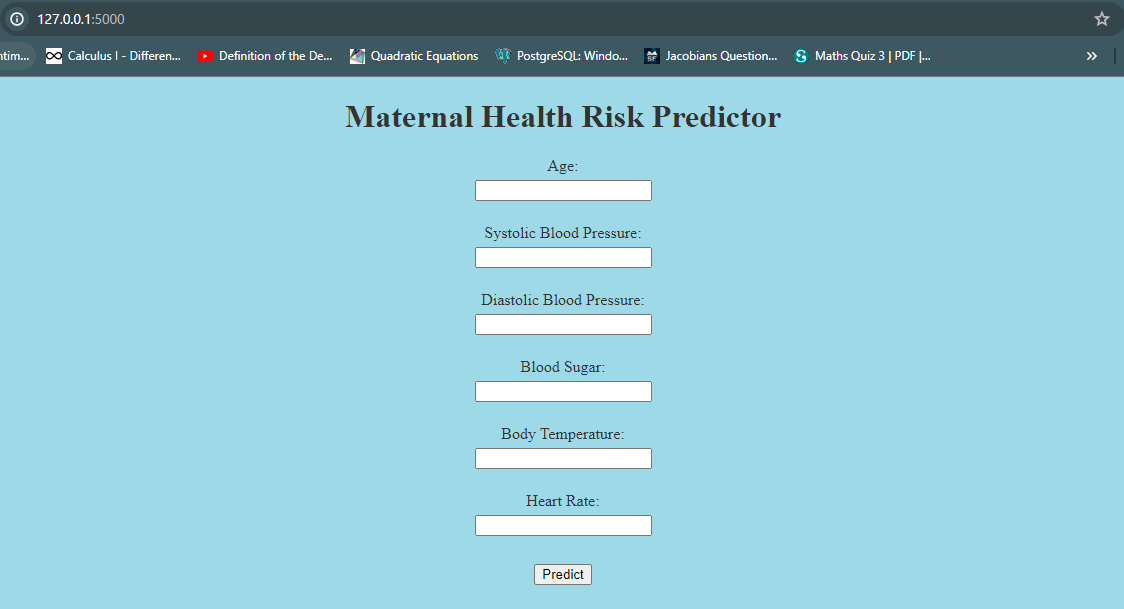 127.0.0.1:5000
ntim... Calculus I - Differen... Definition of the De... Quadratic Equations PostgreSQL: Windo... Jacobians Question... Maths Quiz 3 | PDF |... »
Maternal Health Risk Predictor
Age:
Systolic Blood Pressure:
Diastolic Blood Pressure:
Blood Sugar:
Body Temperature:
Heart Rate:
Predict